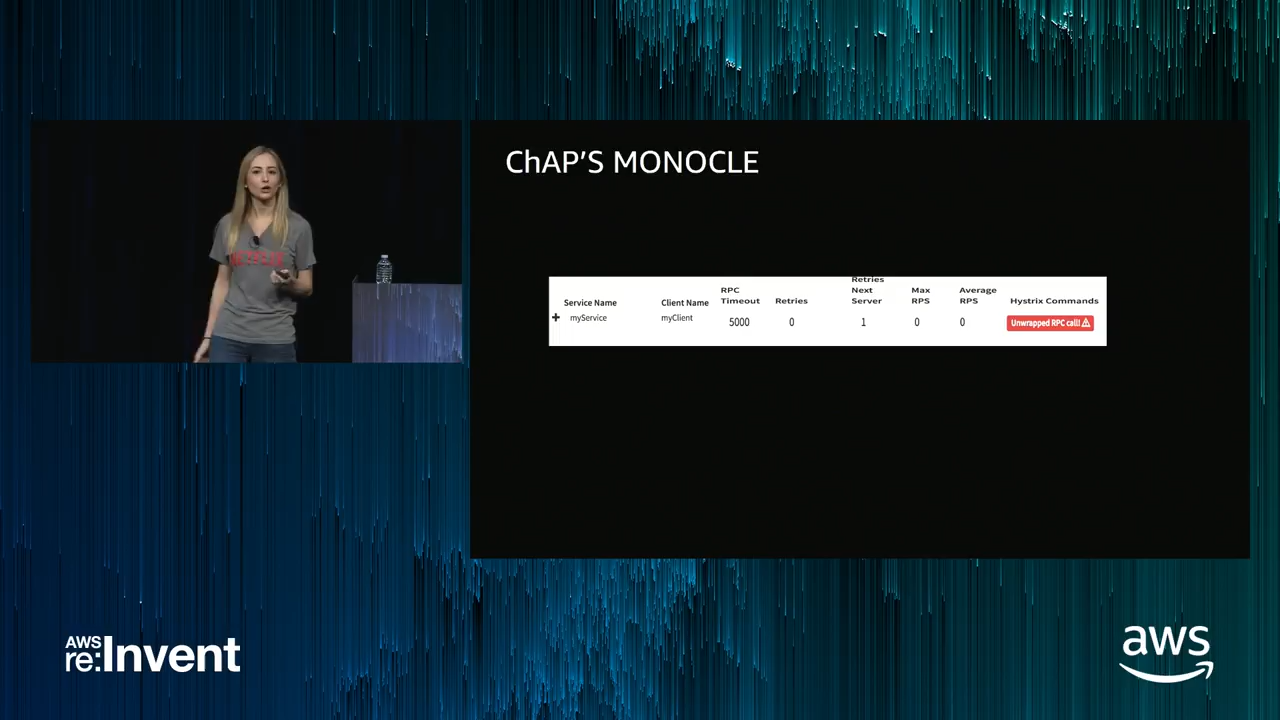 ChAP'S MONOCLE
NETFLIX
Service Name Client Name RPC Timeout Retries Retries Next Server Max RPS Average RPS Hystrix Commands
myService myClient 5000 0 1 0 0 Unwrapped RPC call!
AWS
re:Invent
aws